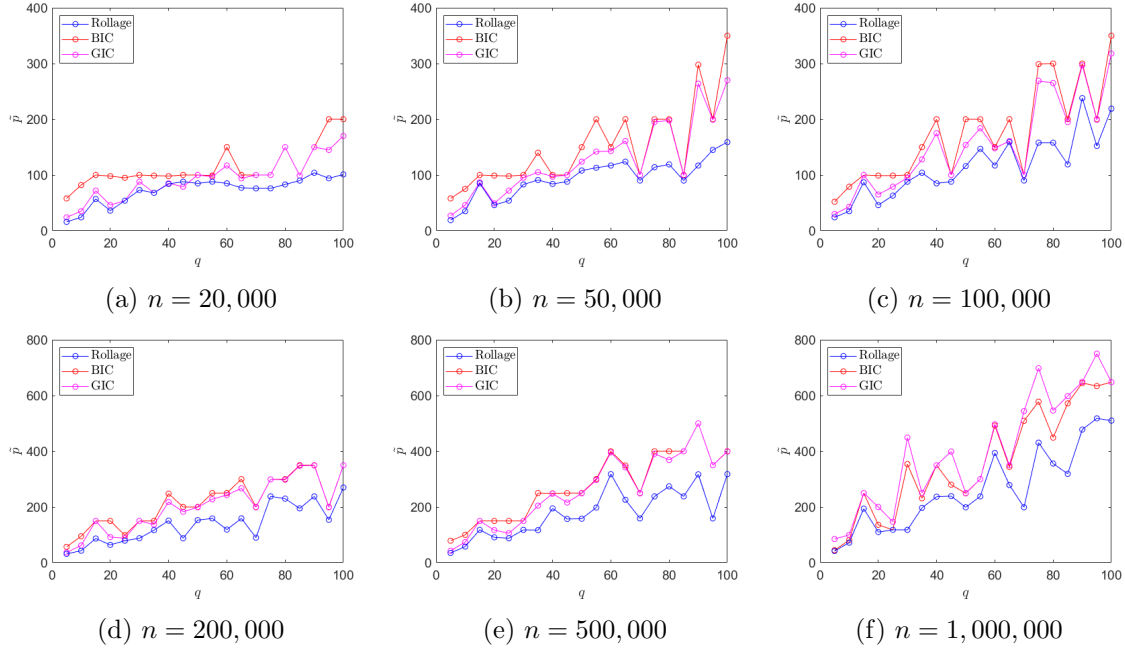 400
300
200
100
0
0 20 40 60 80 100
p̃
q
Rollage
BIC
GIC
(a) n = 20,000
400
300
200
100
0
0 20 40 60 80 100
p̃
q
Rollage
BIC
GIC
(b) n = 50,000
400
300
200
100
0
0 20 40 60 80 100
p̃
q
Rollage
BIC
GIC
(c) n = 100,000
800
600
400
200
0
0 20 40 60 80 100
p̃
q
Rollage
BIC
GIC
(d) n = 200,000
800
600
400
200
0
0 20 40 60 80 100
p̃
q
Rollage
BIC
GIC
(e) n = 500,000
800
600
400
200
0
0 20 40 60 80 100
p̃
q
Rollage
BIC
GIC
(f) n = 1,000,000